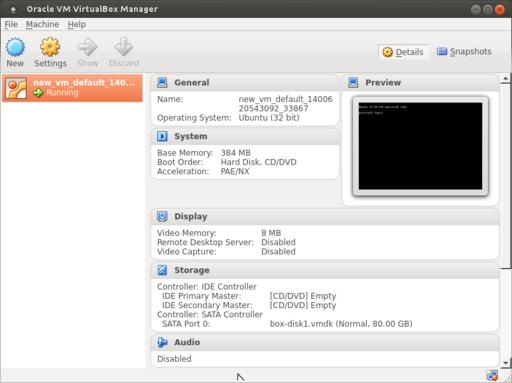 Oracle VM VirtualBox Manager
File Machine Help
New Settings Show Discard
Details Snapshots
new_vm_default_140...
Running
General
Name: new_vm_default_14006
20543092_33867
Operating System: Ubuntu (32 bit)
System
Base Memory: 384 MB
Boot Order: Hard Disk, CD/DVD
Acceleration: PAE/NX
Preview
Display
Video Memory: 8 MB
Remote Desktop Server: Disabled
Video Capture: Disabled
Storage
Controller: IDE Controller
IDE Primary Master: [CD/DVD] Empty
IDE Secondary Master: [CD/DVD] Empty
Controller: SATA Controller
SATA Port 0: box-disk1.vmdk (Normal, 80.00 GB)
Audio
Disabled